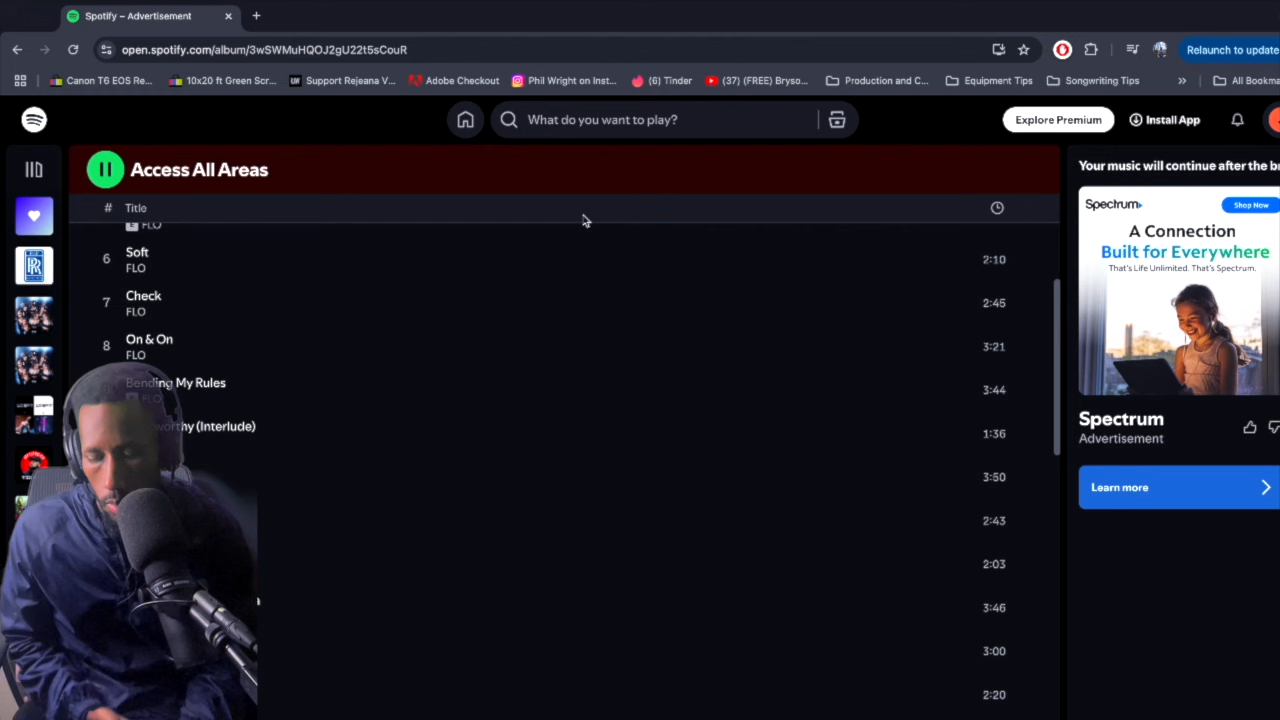 Spotify – Advertisement
open.spotify.com/album/3wSWMuHQOJ2gU22t5sCouR
Relaunch to update
Canon T6 EOS Re...
10x20 ft Green Scr...
Support Rejeana V...
Adobe Checkout
Phil Wright on Inst...
(6) Tinder
(37) (FREE) Bryso...
Production and C...
Equipment Tips
Songwriting Tips
All Bookma
What do you want to play?
Explore Premium
Install App
Access All Areas
# Title
E FLO
6 Soft 2:10
FLO
7 Check 2:45
FLO
8 On & On 3:21
FLO
Bending My Rules 3:44
FLO
worthy (Interlude) 1:36
3:50
2:43
2:03
3:46
3:00
2:20
Your music will continue after the br
Spectrum
Shop Now
A Connection
Built for Everywhere
That's Life Unlimited. That's Spectrum.
Spectrum
Advertisement
Learn more